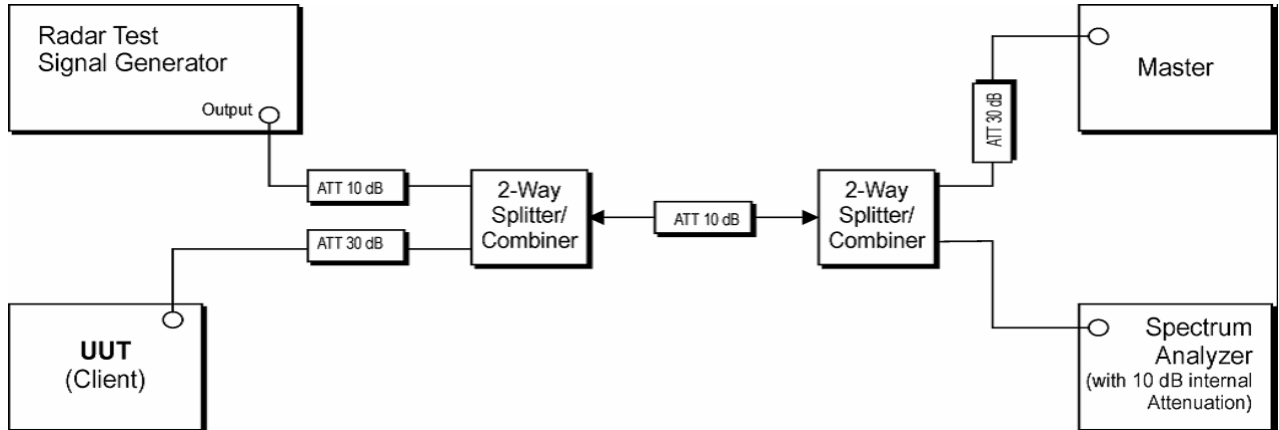 Radar Test
Signal Generator
Output
ATT 10 dB
ATT 30 dB
2-Way
Splitter/
Combiner
ATT 10 dB
2-Way
Splitter/
Combiner
ATT 30 dB
Master
UUT
(Client)
Spectrum
Analyzer
(with 10 dB internal
Attenuation)